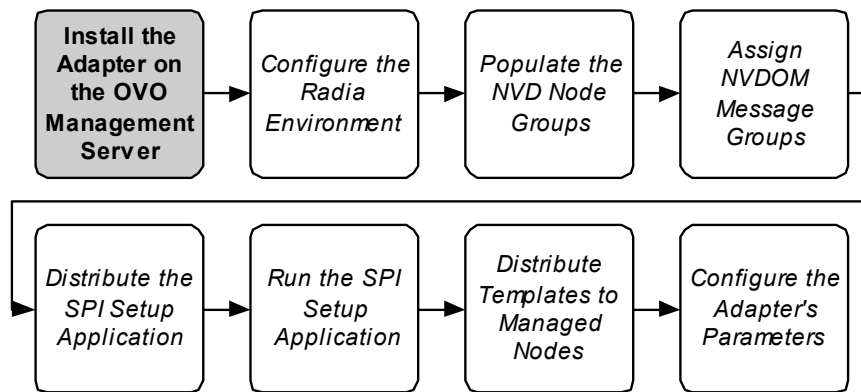 Install the
Adapter on
the OVO
Management
Server
Configure the
Radia
Environment
Populate the
NVD Node
Groups
Assign
NVDOM
Message
Groups
Distribute the
SPI Setup
Application
Run the SPI
Setup
Application
Distribute
Templates to
Managed
Nodes
Configure the
Adapter's
Parameters